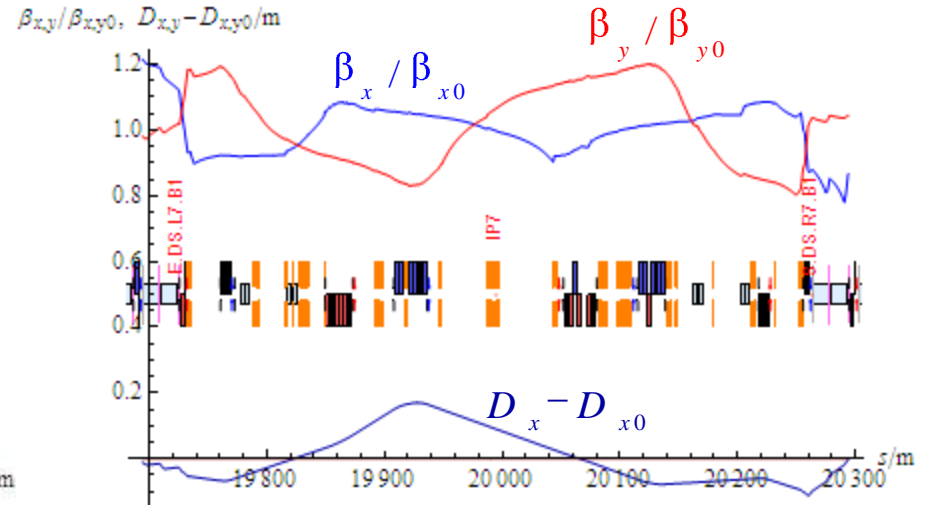 βx,y/βx,y0, Dx,y−Dx,y0/m
βy / βy0
βx / βx0
1.2
1.0
0.8
E.DS.L7.B1
IP7
S.DS.R7.B1
0.6
0.4
0.2
Dx − Dx0
s/m
m
19 800
19 900
20 000
20 100
20 200
20 300